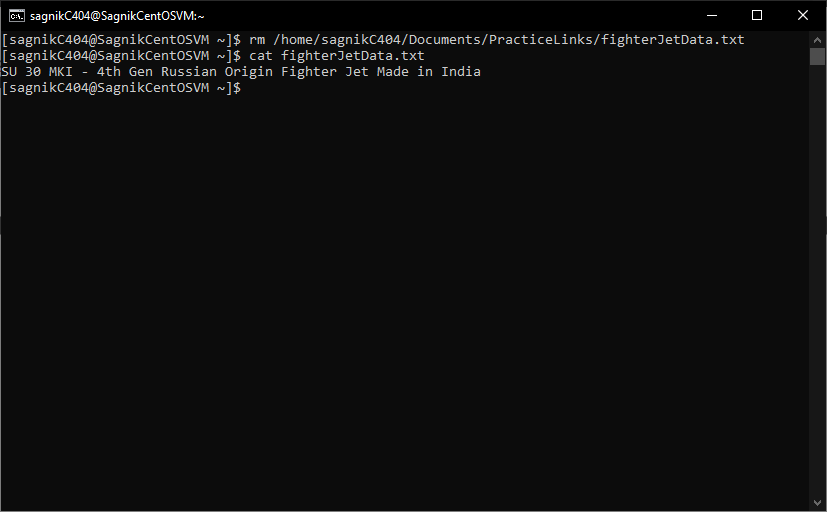 sagnikC404@SagnikCentOSVM:~
[sagnikC404@SagnikCentOSVM ~]$ rm /home/sagnikC404/Documents/PracticeLinks/fighterJetData.txt
[sagnikC404@SagnikCentOSVM ~]$ cat fighterJetData.txt
SU 30 MKI - 4th Gen Russian Origin Fighter Jet Made in India
[sagnikC404@SagnikCentOSVM ~]$